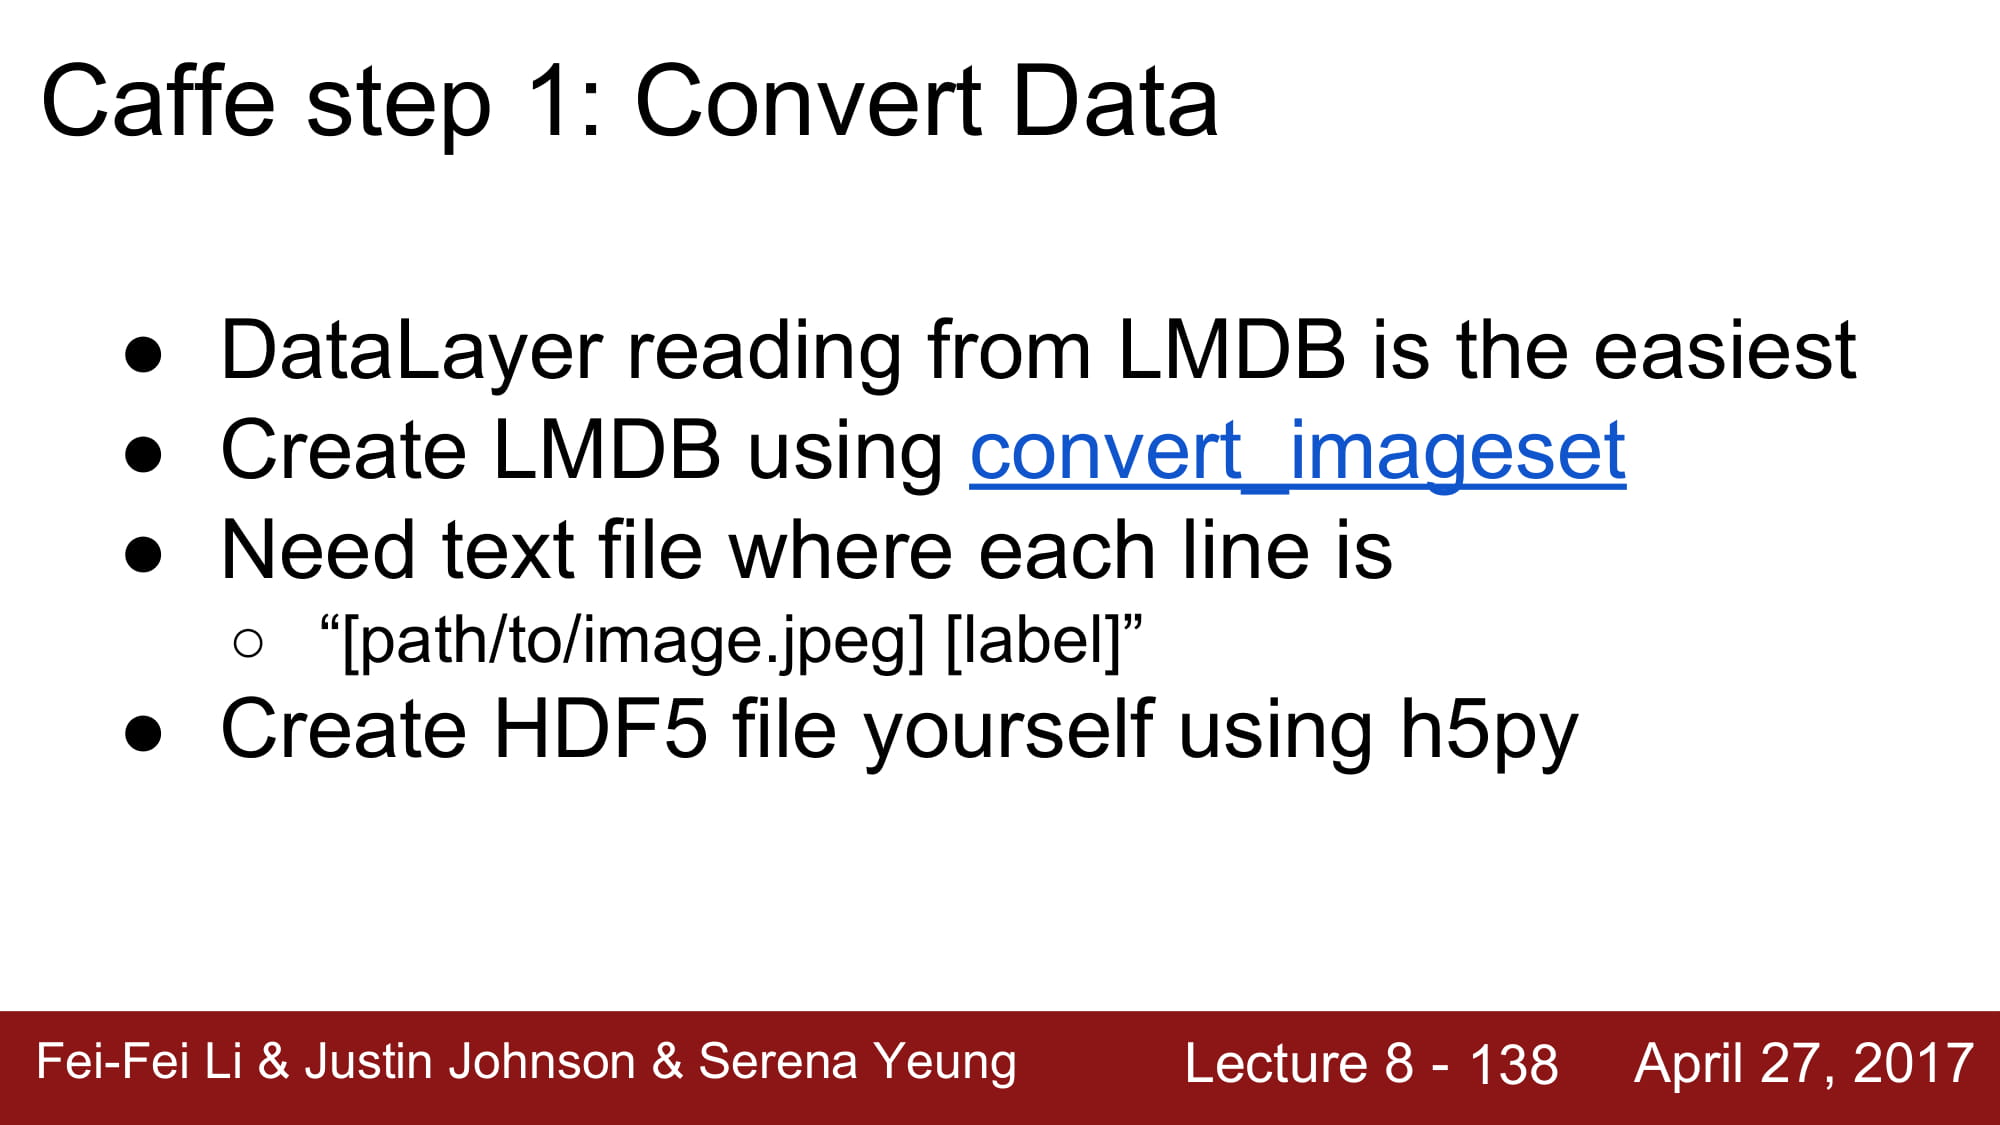 Caffe step 1: Convert Data
● DataLayer reading from LMDB is the easiest
● Create LMDB using convert_imageset
● Need text file where each line is
○ “[path/to/image.jpeg] [label]”
● Create HDF5 file yourself using h5py
Fei-Fei Li & Justin Johnson & Serena Yeung Lecture 8 - 138 April 27, 2017